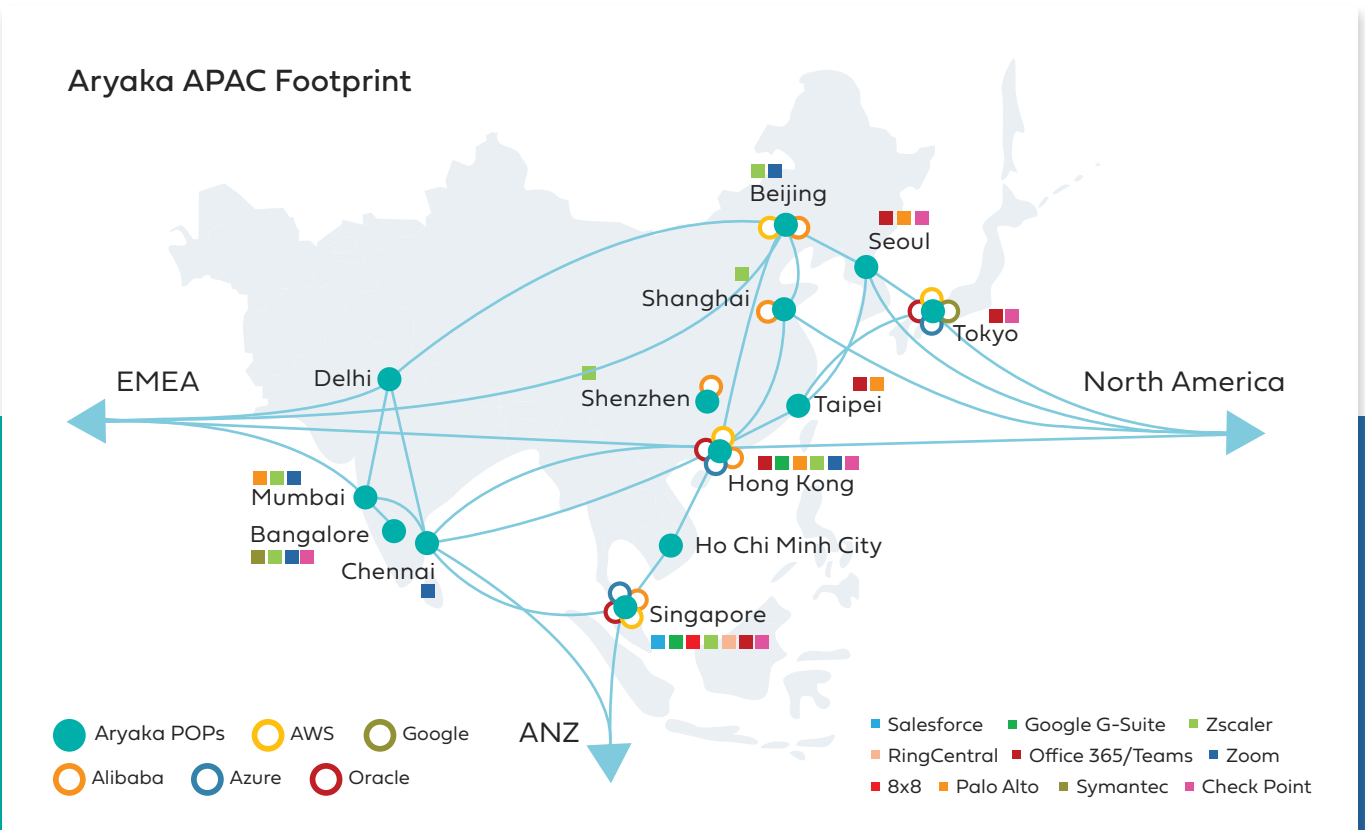 Aryaka APAC Footprint
Beijing
Seoul
Shanghai
Tokyo
EMEA
Delhi
North America
Shenzhen
Taipei
Hong Kong
Mumbai
Bangalore
Ho Chi Minh City
Chennai
Singapore
ANZ
Aryaka POPs
AWS
Google
Alibaba
Azure
Oracle
Salesforce
Google G-Suite
Zscaler
RingCentral
Office 365/Teams
Zoom
8x8
Palo Alto
Symantec
Check Point